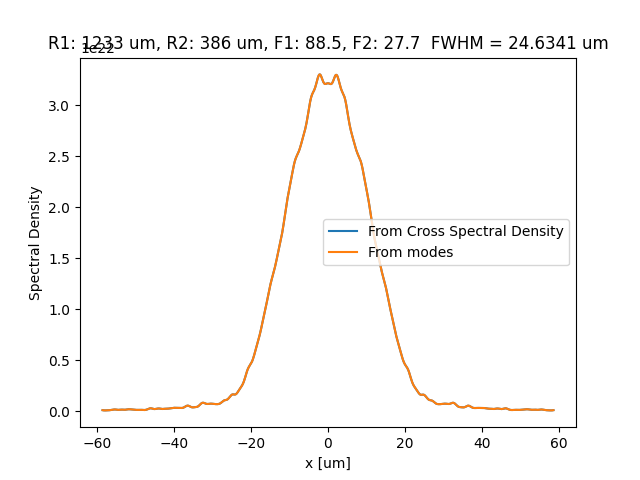 R1: 1233 um, R2: 386 um, F1: 88.5, F2: 27.7  FWHM = 24.6341 um
1e22
3.0
2.5
2.0
1.5
1.0
0.5
0.0
Spectral Density
From Cross Spectral Density
From modes
−60 −40 −20 0 20 40 60
x [um]